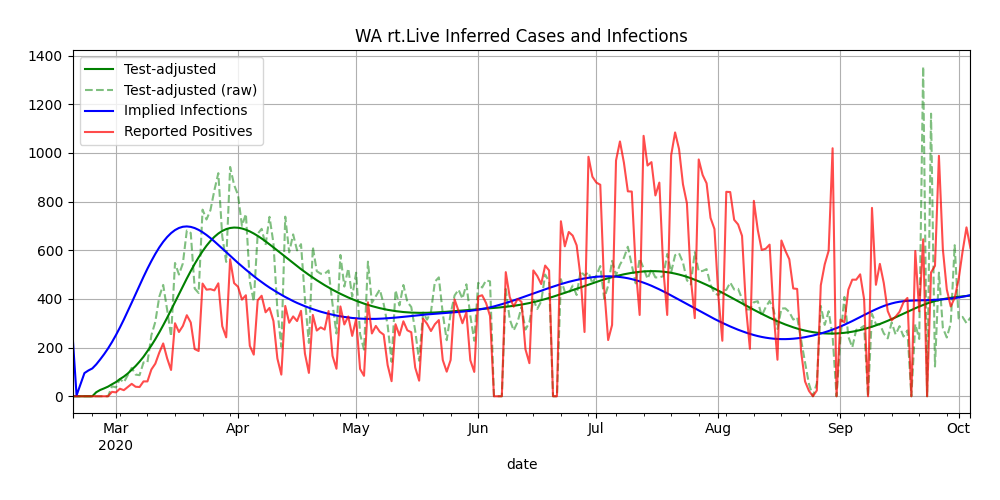 WA rt.Live Inferred Cases and Infections
1400
1200
1000
800
600
400
200
0
Test-adjusted
Test-adjusted (raw)
Implied Infections
Reported Positives
Mar
2020
Apr
May
Jun
Jul
Aug
Sep
Oct
date